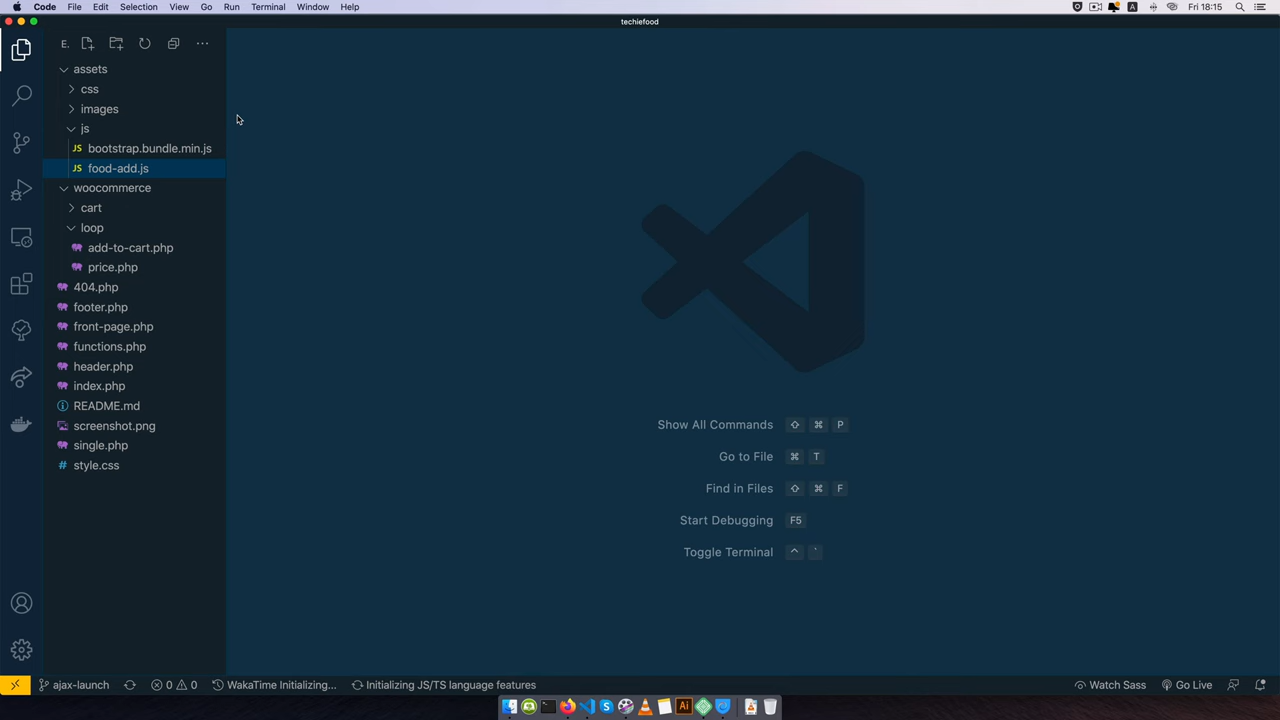 Code File Edit Selection View Go Run Terminal Window Help
A Fri 18:15
techiefood
E.
assets
css
images
js
JS bootstrap.bundle.min.js
JS food-add.js
woocommerce
cart
loop
add-to-cart.php
price.php
404.php
footer.php
front-page.php
functions.php
header.php
index.php
README.md
screenshot.png
single.php
# style.css
Show All Commands ⇧ ⌘ P
Go to File ⌘ T
Find in Files ⇧ ⌘ F
Start Debugging F5
Toggle Terminal ^ `
ajax-launch 0 0 WakaTime Initializing... Initializing JS/TS language features Watch Sass Go Live
S Ai